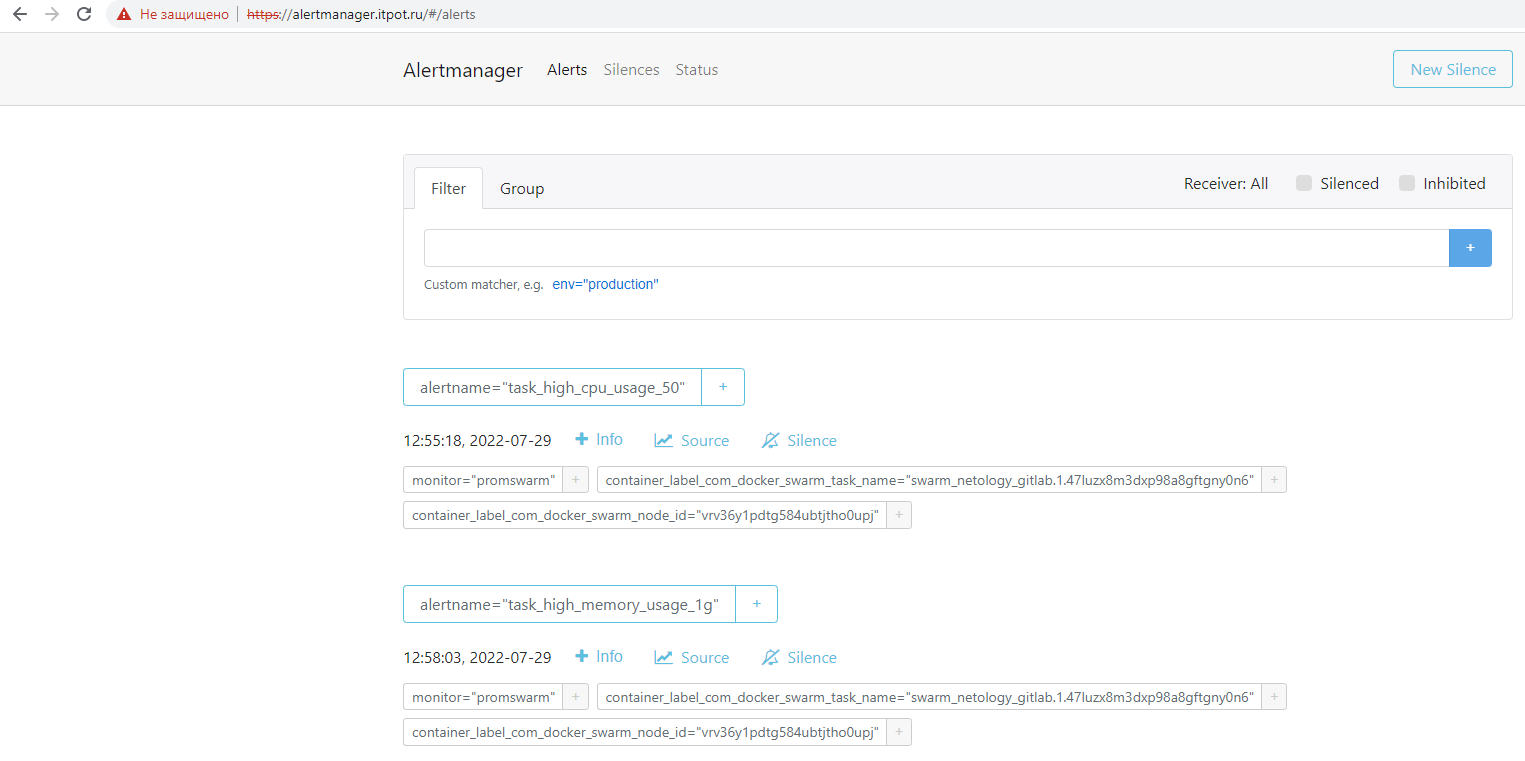 Не защищено https://alertmanager.itpot.ru/#/alerts
Alertmanager Alerts Silences Status New Silence
Filter Group Receiver: All Silenced Inhibited
+
Custom matcher, e.g. env="production"
alertname="task_high_cpu_usage_50" +
12:55:18, 2022-07-29 + Info Source Silence
monitor="promswarm" + container_label_com_docker_swarm_task_name="swarm_netology_gitlab.1.47luzx8m3dxp98a8gftgny0n6" +
container_label_com_docker_swarm_node_id="vrv36y1pdtg584ubtjtho0upj" +
alertname="task_high_memory_usage_1g" +
12:58:03, 2022-07-29 + Info Source Silence
monitor="promswarm" + container_label_com_docker_swarm_task_name="swarm_netology_gitlab.1.47luzx8m3dxp98a8gftgny0n6" +
container_label_com_docker_swarm_node_id="vrv36y1pdtg584ubtjtho0upj" +